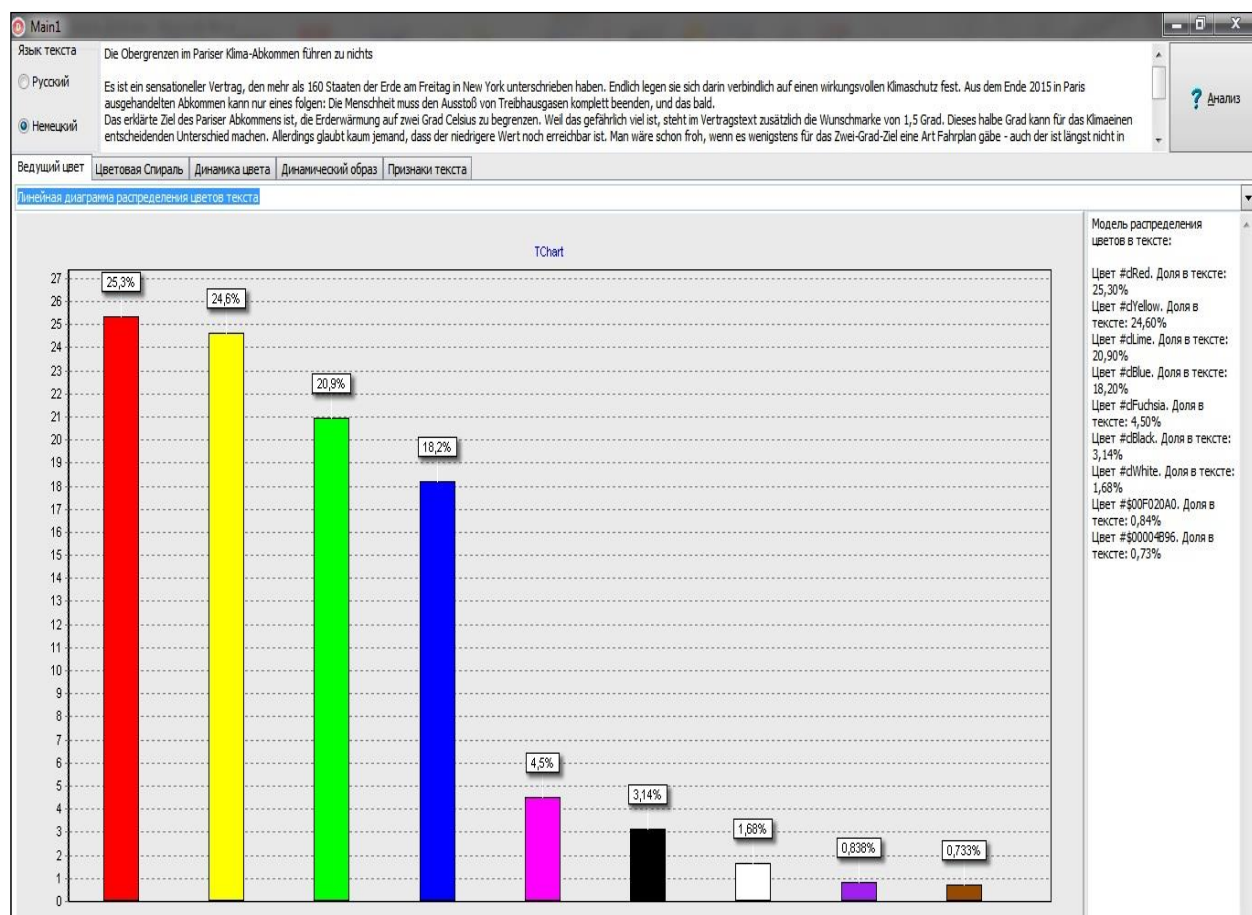 Main1
Язык текста
Русский
Немецкий
Die Obergrenzen im Pariser Klima-Abkommen führen zu nichts
Es ist ein sensationeller Vertrag, den mehr als 160 Staaten der Erde am Freitag in New York unterschrieben haben. Endlich legen sie sich darin verbindlich auf einen wirkungsvollen Klimaschutz fest. Aus dem Ende 2015 in Paris
ausgehandelten Abkommen kann nur eines folgen: Die Menschheit muss den Ausstoß von Treibhausgasen komplett beenden, und das bald.
Das erklärte Ziel des Pariser Abkommens ist, die Erderwärmung auf zwei Grad Celsius zu begrenzen. Weil das gefährlich viel ist, steht im Vertragstext zusätzlich die Wunschmarke von 1,5 Grad. Dieses halbe Grad kann für das Klimaeinen
entscheidenden Unterschied machen. Allerdings glaubt kaum jemand, dass der niedrigere Wert noch erreichbar ist. Man wäre schon froh, wenn es wenigstens für das Zwei-Grad-Ziel eine Art Fahrplan gäbe - auch der ist längst nicht in
? Анализ
Ведущий цвет Цветовая Спираль Динамика цвета Динамический образ Признаки текста
Линейная диаграмма распределения цветов текста
TChart
27
26
25
24
23
22
21
20
19
18
17
16
15
14
13
12
11
10
9
8
7
6
5
4
3
2
1
0
25,3%
24,6%
20,9%
18,2%
4,5%
3,14%
1,68%
0,838%
0,733%
Модель распределения
цветов в тексте:
Цвет #clRed. Доля в тексте:
25,30%
Цвет #clYellow. Доля в
тексте: 24,60%
Цвет #clLime. Доля в тексте:
20,90%
Цвет #clBlue. Доля в тексте:
18,20%
Цвет #clFuchsia. Доля в
тексте: 4,50%
Цвет #clBlack. Доля в тексте:
3,14%
Цвет #clWhite. Доля в тексте:
1,68%
Цвет #$00F020A0. Доля в
тексте: 0,84%
Цвет #$00004B96. Доля в
тексте: 0,73%